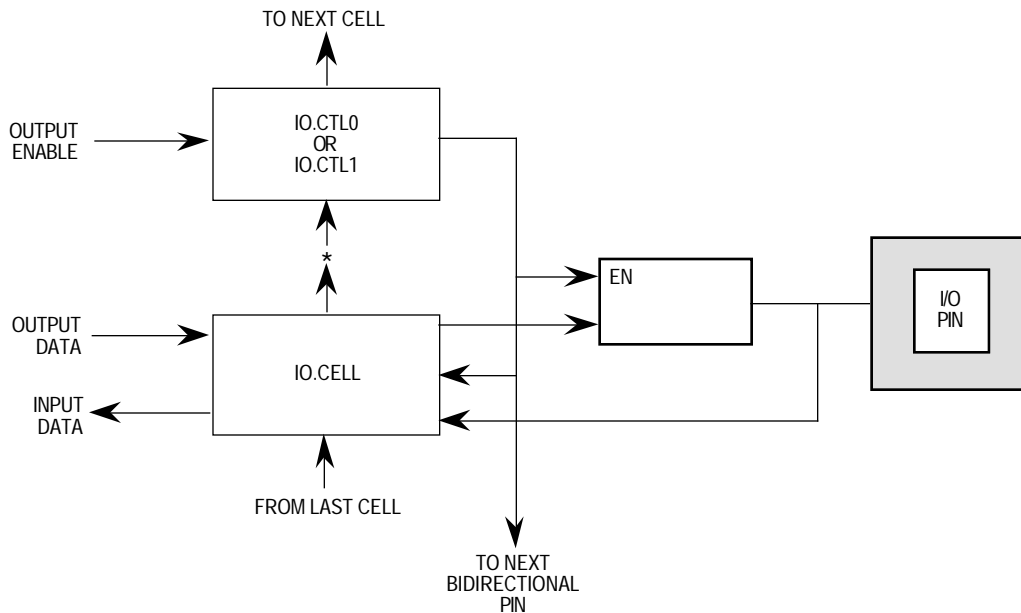 TO NEXT CELL
OUTPUT
ENABLE
IO.CTL0
OR
IO.CTL1
*
EN
I/O
PIN
OUTPUT
DATA
IO.CELL
INPUT
DATA
FROM LAST CELL
TO NEXT
BIDIRECTIONAL
PIN